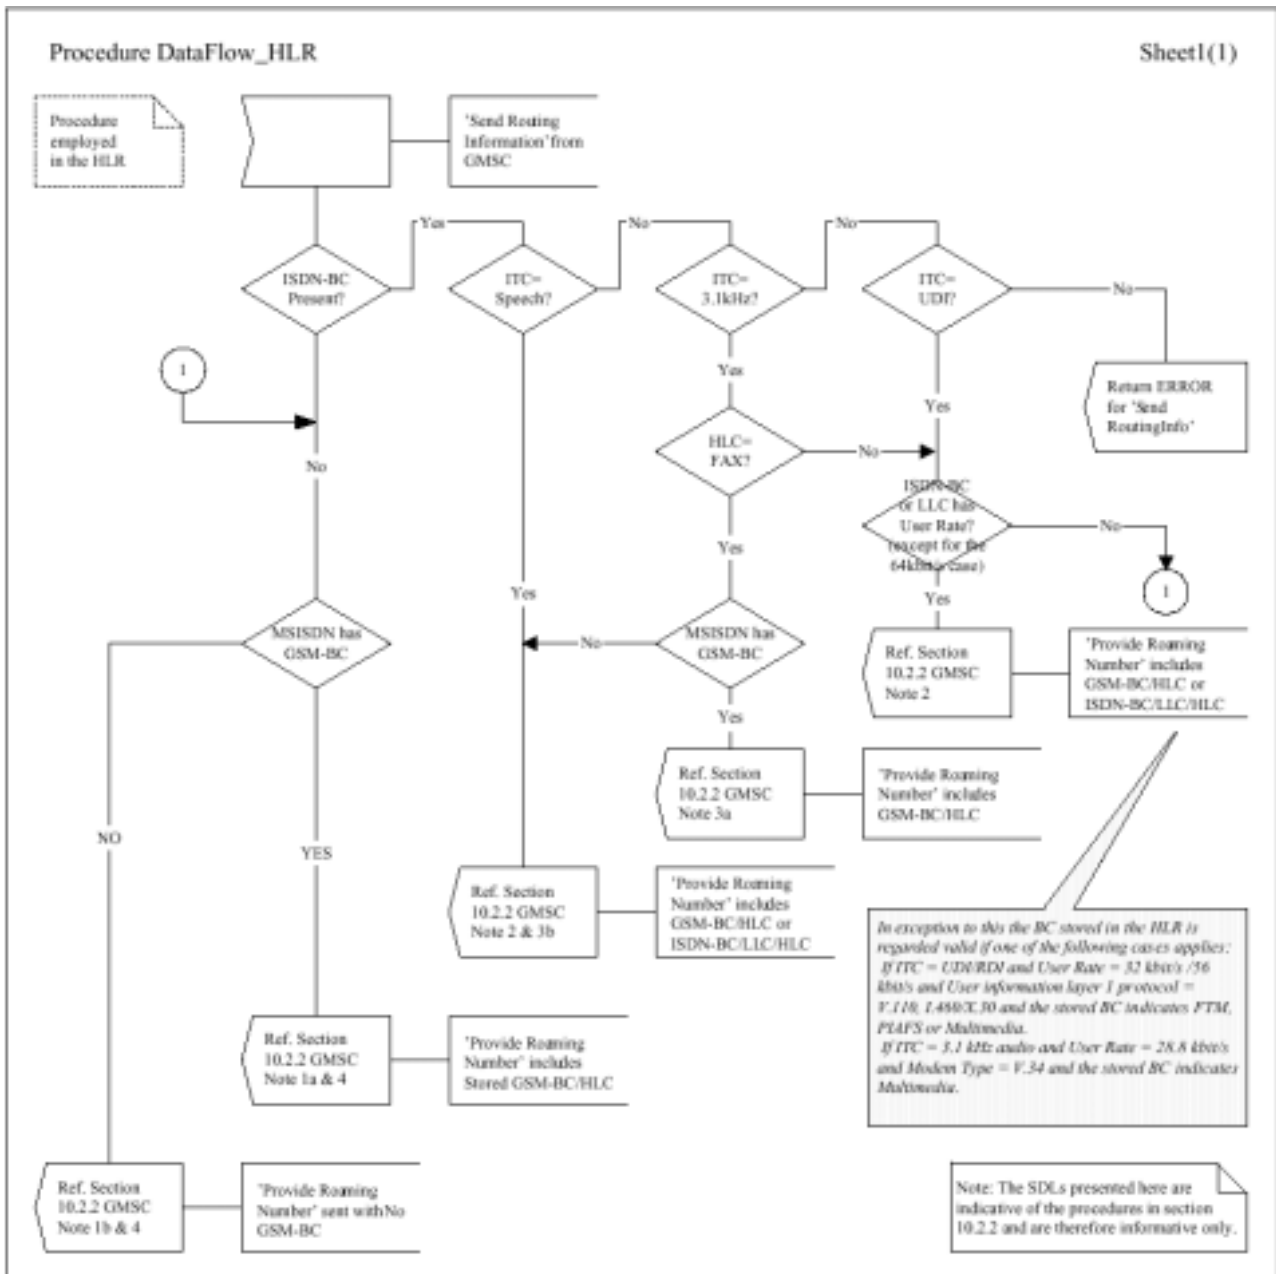 Procedure DataFlow_HLR
Sheet1(1)
Procedure
employed
in the HLR
'Send Routing
Information' from
GMSC
Yes
No
No
ISDN-BC
Present?
ITC=
Speech?
ITC=
3.1kHz?
ITC=
UDI?
No
1
Yes
Yes
Return ERROR
for 'Send
RoutingInfo'
No
HLC=
FAX?
No
ISDN-BC
or LLC has
User Rate?
(except for the
64kbit/s case)
No
Yes
Yes
Yes
1
MSISDN has
GSM-BC
No
MSISDN has
GSM-BC
Ref. Section
10.2.2 GMSC
Note 2
'Provide Roaming
Number' includes
GSM-BC/HLC or
ISDN-BC/LLC/HLC
Yes
Ref. Section
10.2.2 GMSC
Note 3a
'Provide Roaming
Number' includes
GSM-BC/HLC
NO
YES
Ref. Section
10.2.2 GMSC
Note 2 & 3b
'Provide Roaming
Number' includes
GSM-BC/HLC or
ISDN-BC/LLC/HLC
In exception to this the BC stored in the HLR is
regarded valid if one of the following cases applies:
If ITC = UDI/RDI and User Rate = 32 kbit/s /56
kbit/s and User information layer 1 protocol =
V.110, I.460/X.30 and the stored BC indicates FTM,
PIAFS or Multimedia.
If ITC = 3.1 kHz audio and User Rate = 28.8 kbit/s
and Modem Type = V.34 and the stored BC indicates
Multimedia.
Ref. Section
10.2.2 GMSC
Note 1a & 4
'Provide Roaming
Number' includes
Stored GSM-BC/HLC
Ref. Section
10.2.2 GMSC
Note 1b & 4
'Provide Roaming
Number' sent with No
GSM-BC
Note: The SDLs presented here are
indicative of the procedures in section
10.2.2 and are therefore informative only.